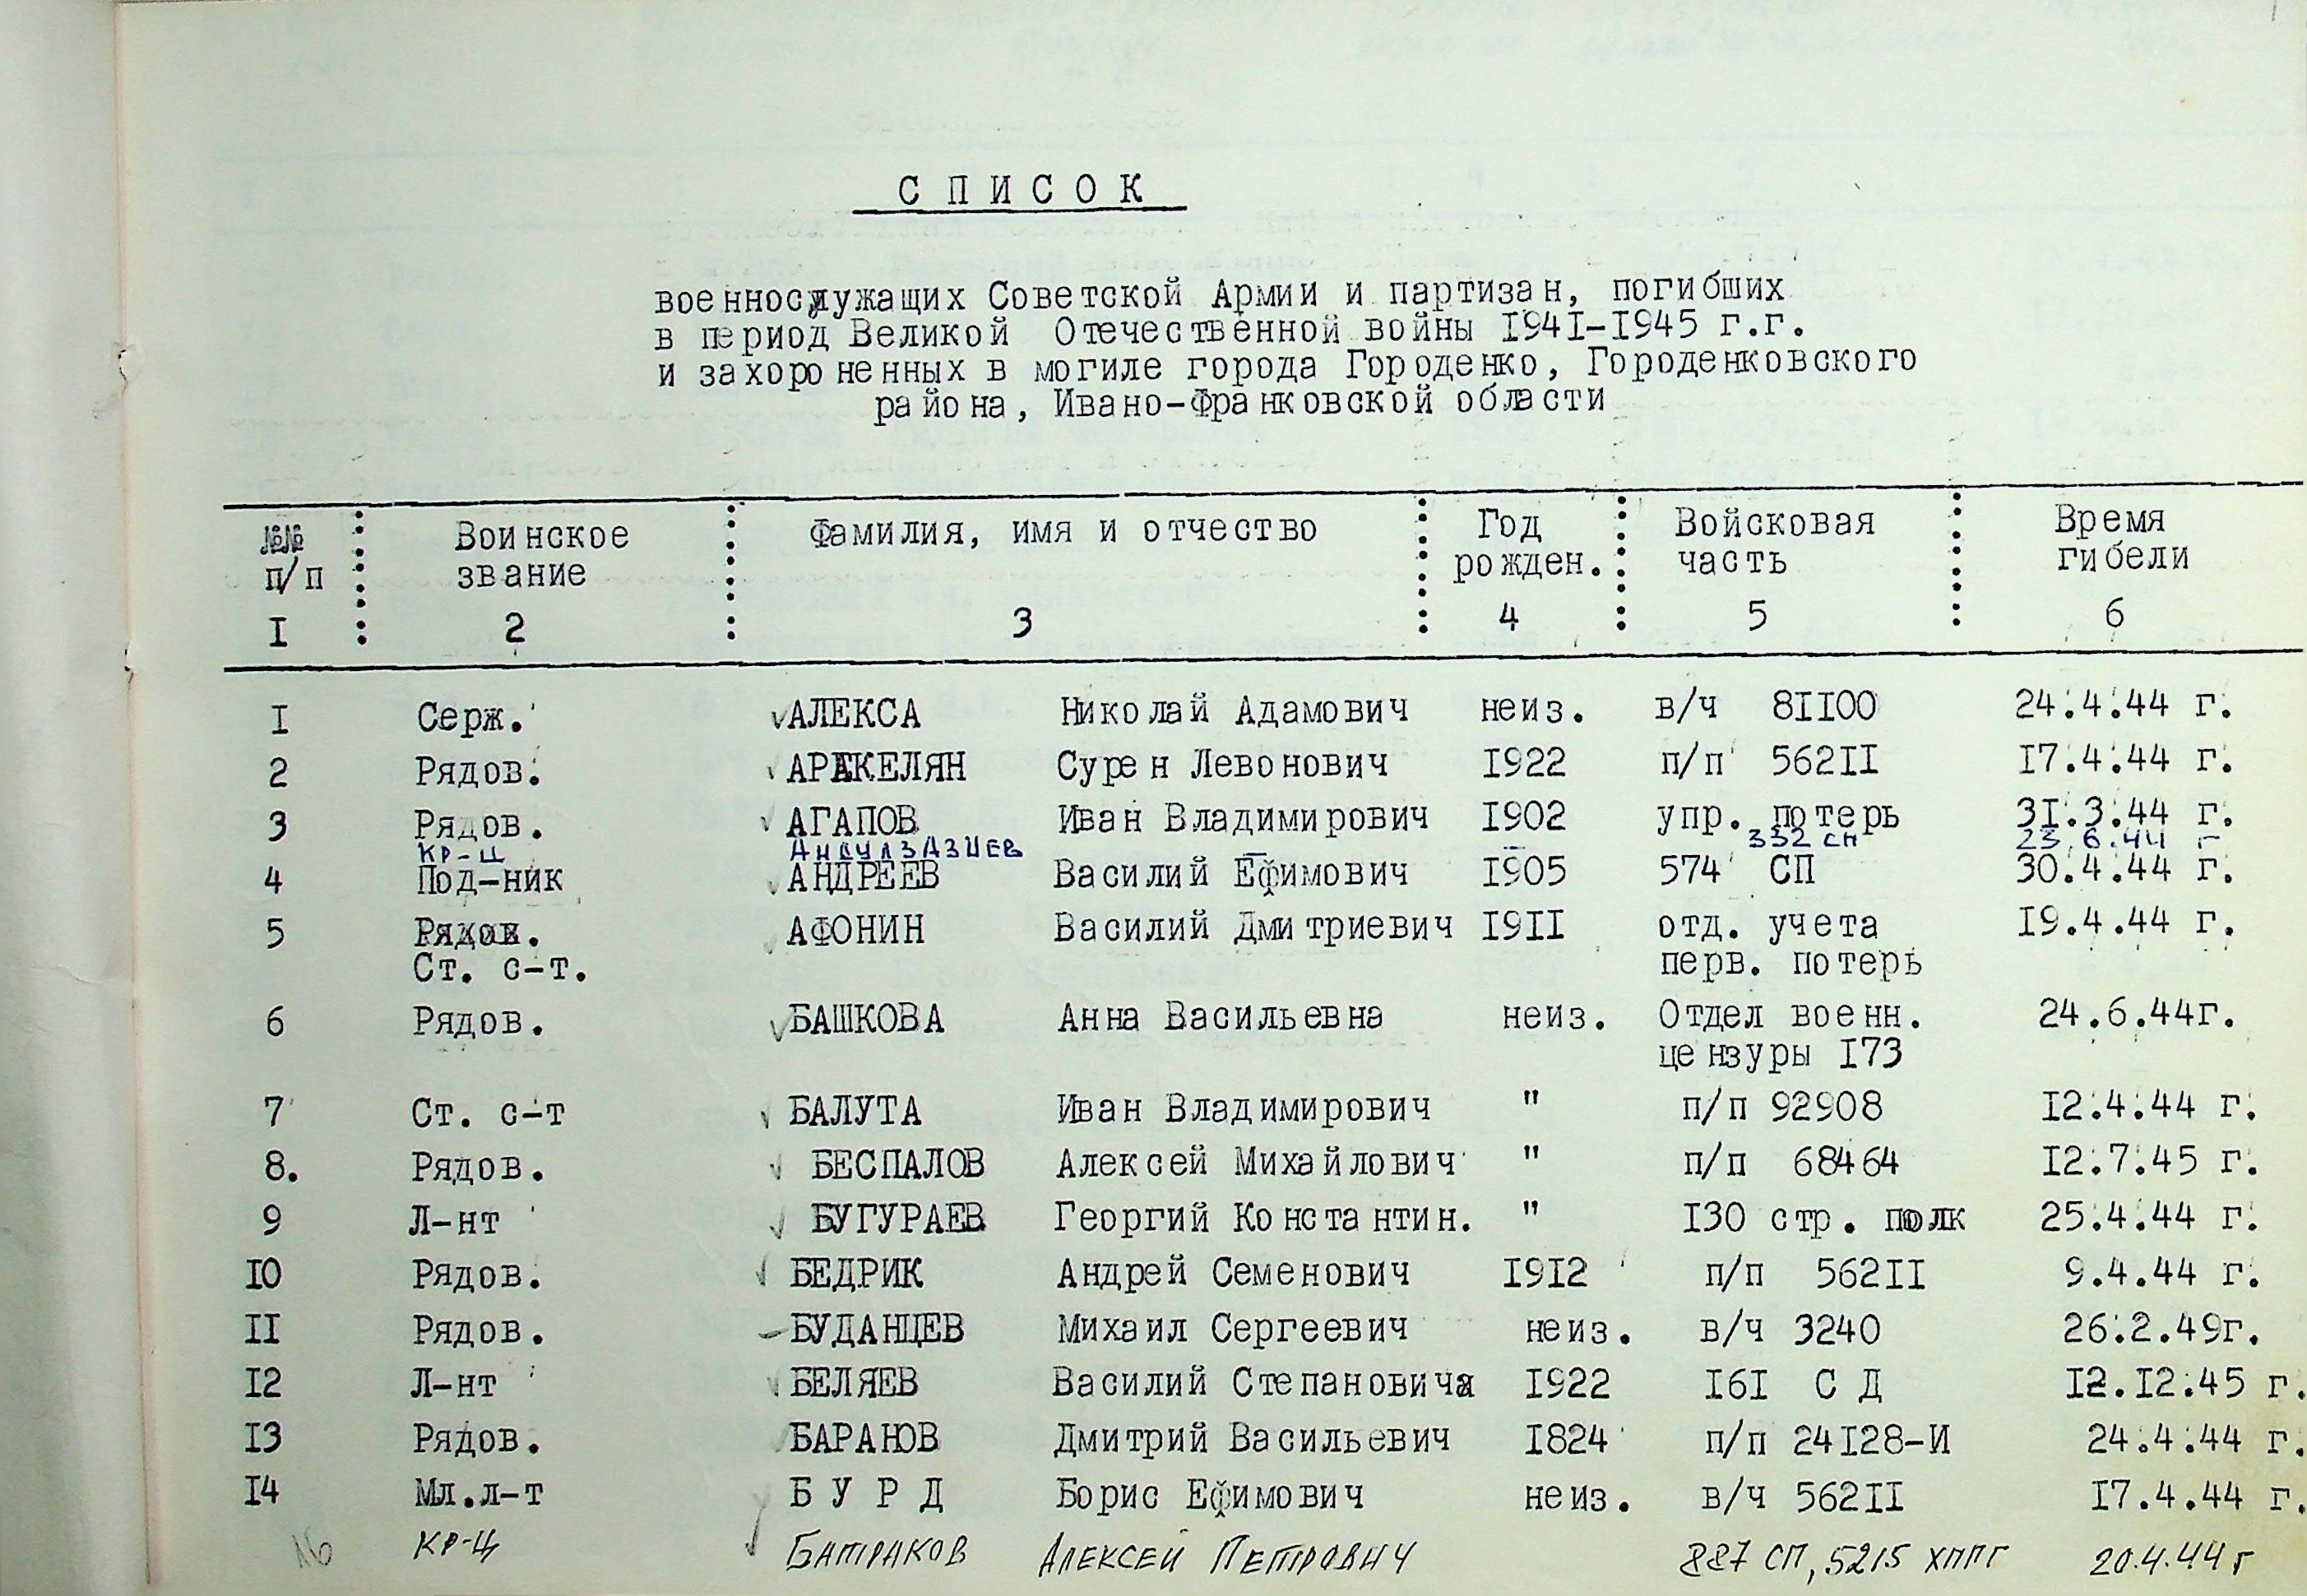 СПИСОК
военнослужащих Советской Армии и партизан, погибших
в период Великой Отечественной войны 1941-1945 г.г.
и захороненных в могиле города Городенко, Городенковского
района, Ивано-Франковской области
№№ Воинское Фамилия, имя и отчество Год Войсковая Время
п/п звание рожден. часть гибели
I 2 3 4 5 6
I Серж. АЛЕКСА Николай Адамович неиз. в/ч 81100 24.4.44 г.
2 Рядов. АРАКЕЛЯН Сурен Левонович 1922 п/п 56211 17.4.44 г.
3 Рядов. АГАПОВ Иван Владимирович 1902 упр. потерь 31.3.44 г.
КР-Ц 332 СП 23.6.44 г
4 Под-ник АНДРЕЕВ Василий Ефимович 1905 574 СП 30.4.44 г.
5 Рядов. АФОНИН Василий Дмитриевич 1911 отд. учета 19.4.44 г.
Ст. с-т. перв. потерь
6 Рядов. БАШКОВА Анна Васильевна неиз. Отдел военн. 24.6.44г.
цензуры 173
7 Ст. с-т БАЛУТА Иван Владимирович " п/п 92908 12.4.44 г.
8. Рядов. БЕСПАЛОВ Алексей Михайлович " п/п 68464 12.7.45 г.
9 Л-нт БУГУРАЕВ Георгий Константин. " 130 стр. полк 25.4.44 г.
10 Рядов. БЕДРИК Андрей Семенович 1912 п/п 56211 9.4.44 г.
II Рядов. БУДАНЦЕВ Михаил Сергеевич неиз. в/ч 3240 26.2.49г.
12 Л-нт БЕЛЯЕВ Василий Степановича 1922 161 С Д 12.12.45 г.
13 Рядов. БАРАНОВ Дмитрий Васильевич 1824 п/п 24128-И 24.4.44 г.
14 Мл.л-т Б У Р Д Борис Ефимович неиз. в/ч 56211 17.4.44 г.
16 КР-Ц БАТРАКОВ АЛЕКСЕЙ ПЕТРОВИЧ 887 СП, 5215 ХППГ 20.4.44 г